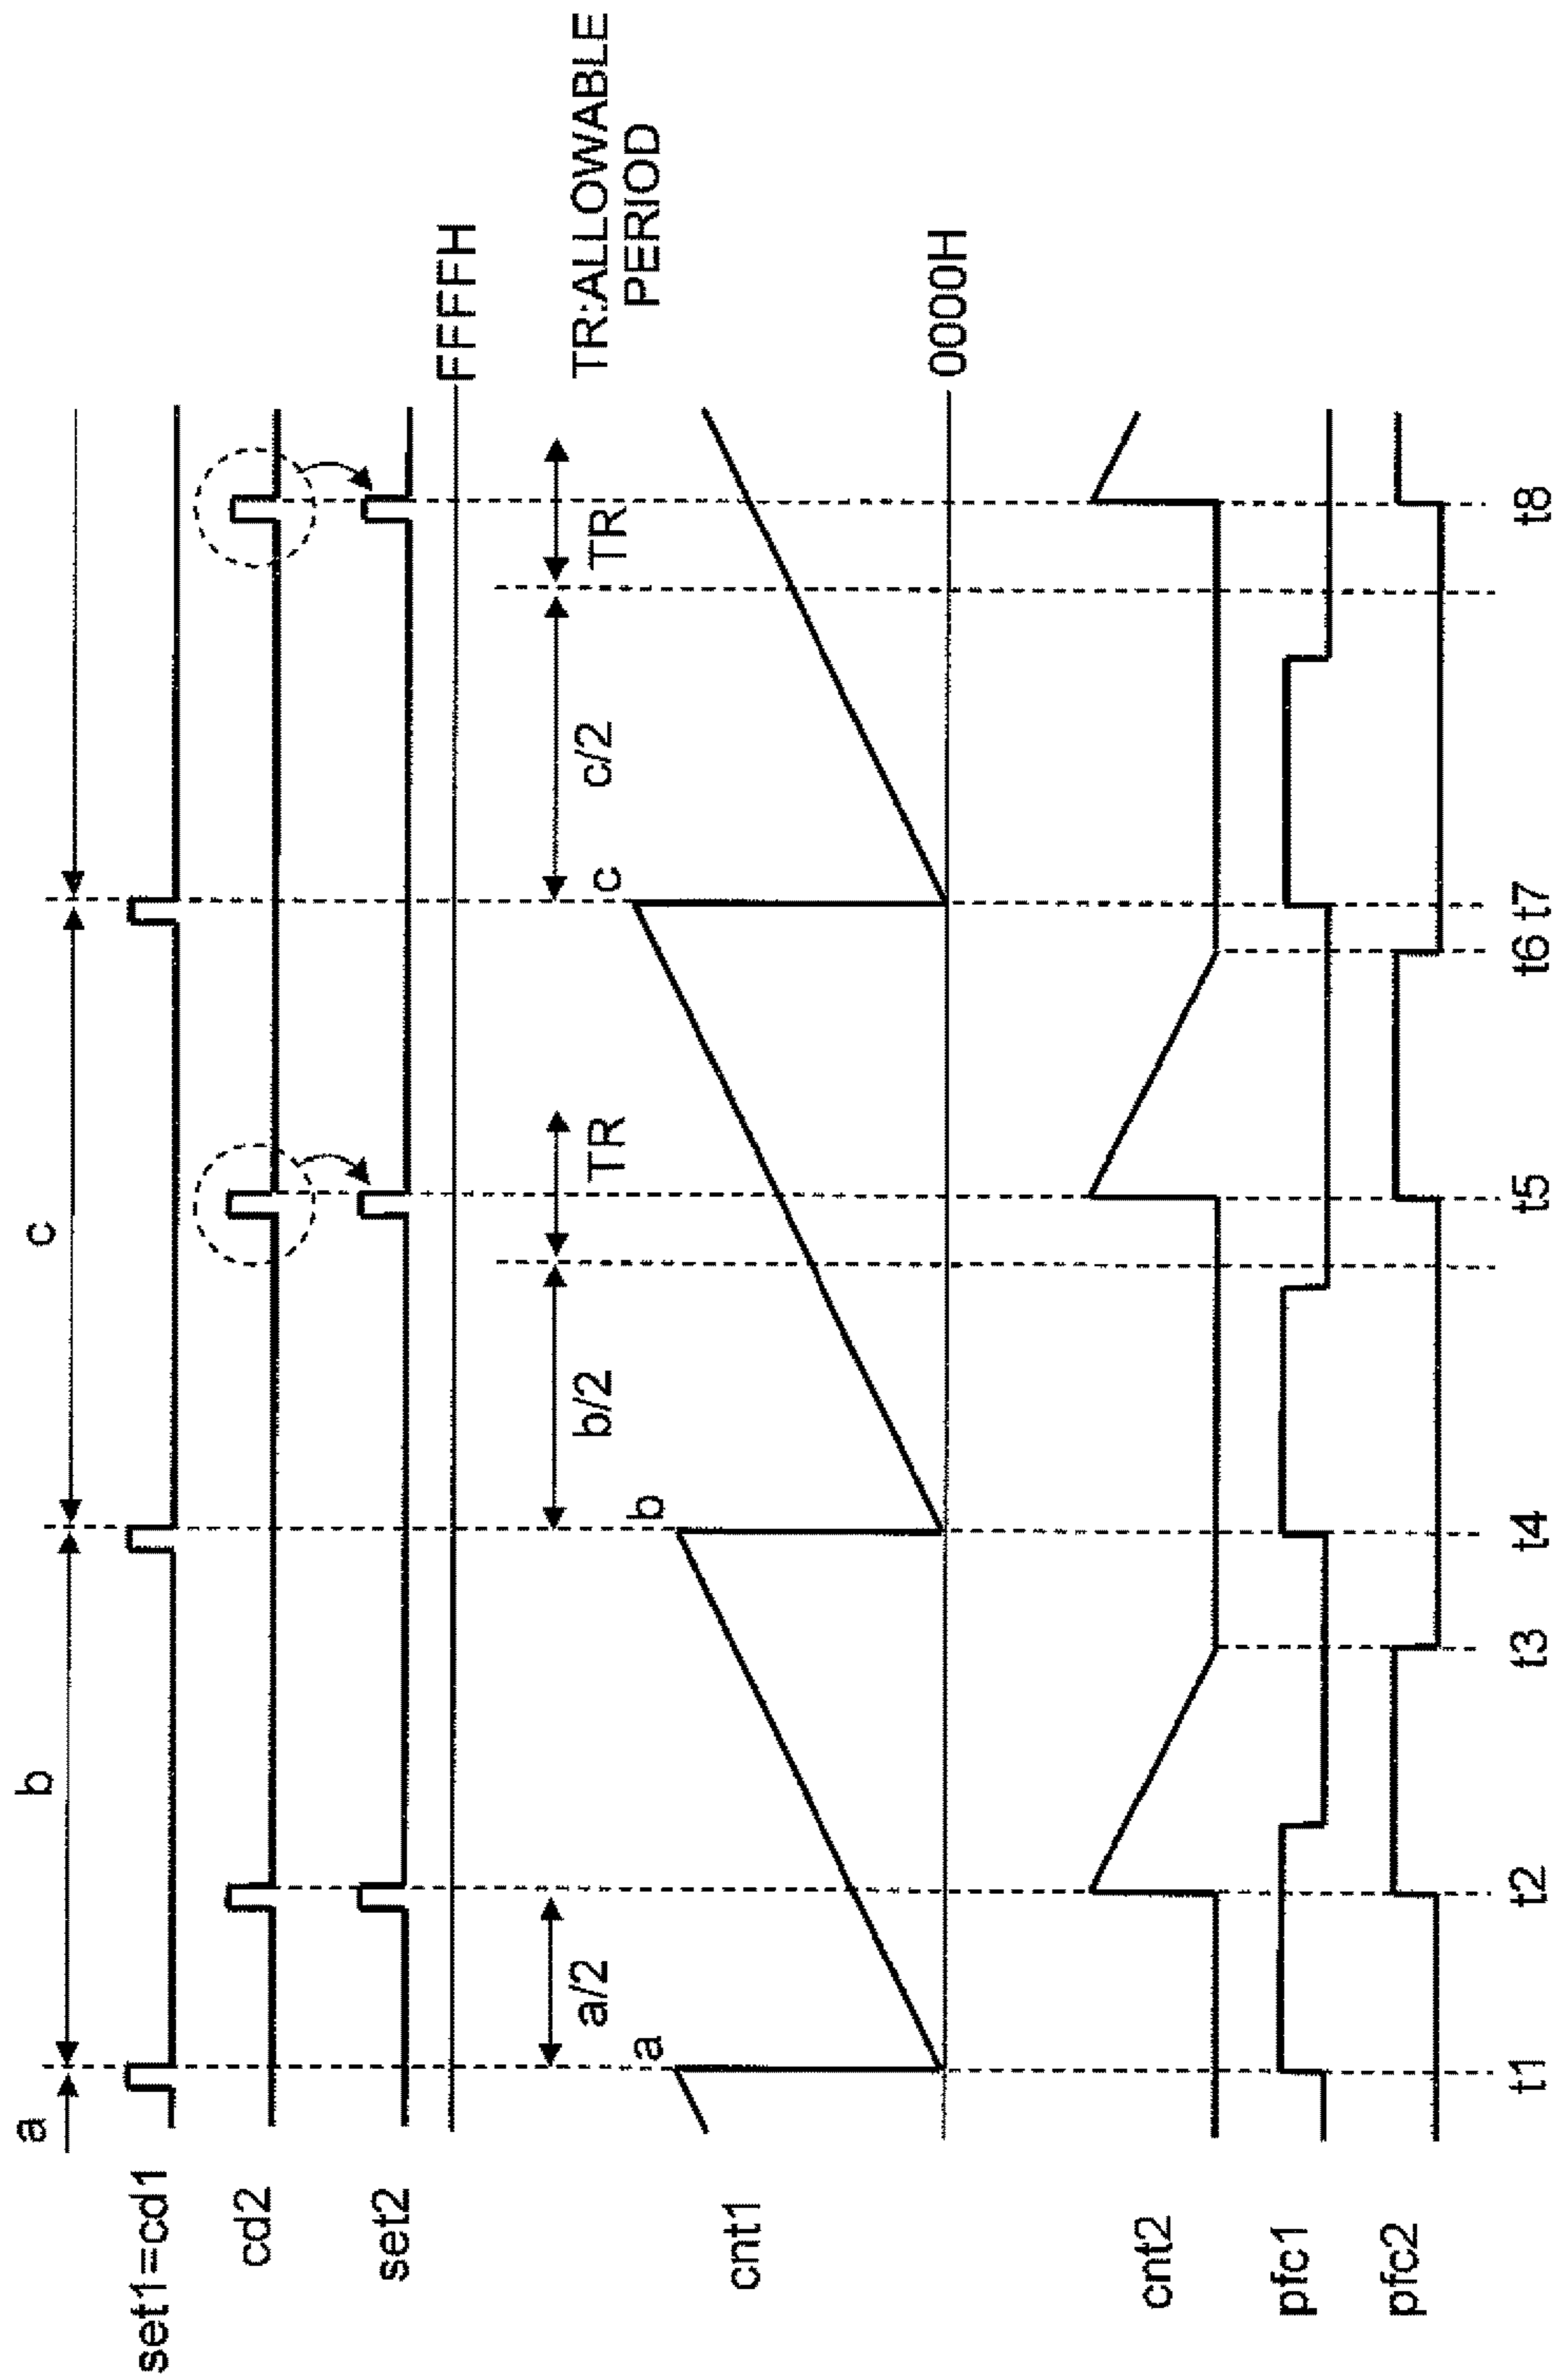 a
b
c
set1=cd1
cd2
set2
FFFFH
a/2
b/2
TR
c/2
TR
TR:ALLOWABLE
PERIOD
a
b
c
cnt1
0000H
cnt2
pfc1
pfc2
t1
t2
t3
t4
t5
t6
t7
t8